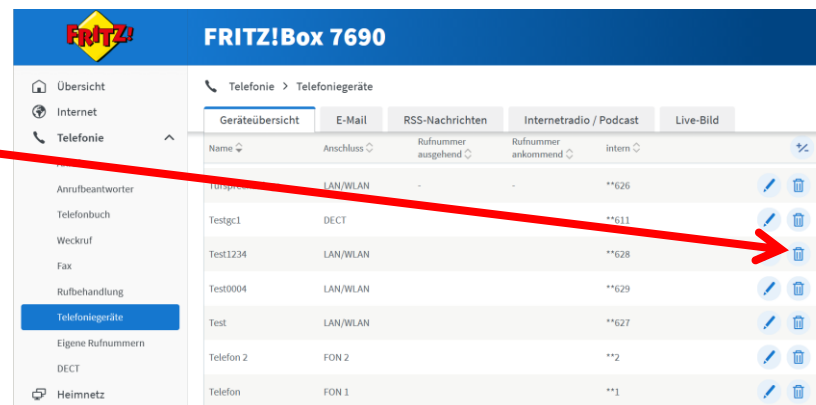 FRITZ!
FRITZ!Box 7690
Übersicht
Internet
Telefonie
Anrufbeantworter
Telefonbuch
Weckruf
Fax
Rufbehandlung
Telefoniegeräte
Eigene Rufnummern
DECT
Heimnetz
Telefonie > Telefoniegeräte
Geräteübersicht E-Mail RSS-Nachrichten Internetradio / Podcast Live-Bild
Name Anschluss Rufnummer ausgehend Rufnummer ankommend intern
LAN/WLAN - - **626
Testgc1 DECT **611
Test1234 LAN/WLAN **628
Test0004 LAN/WLAN **629
Test LAN/WLAN **627
Telefon 2 FON 2 **2
Telefon FON 1 **1